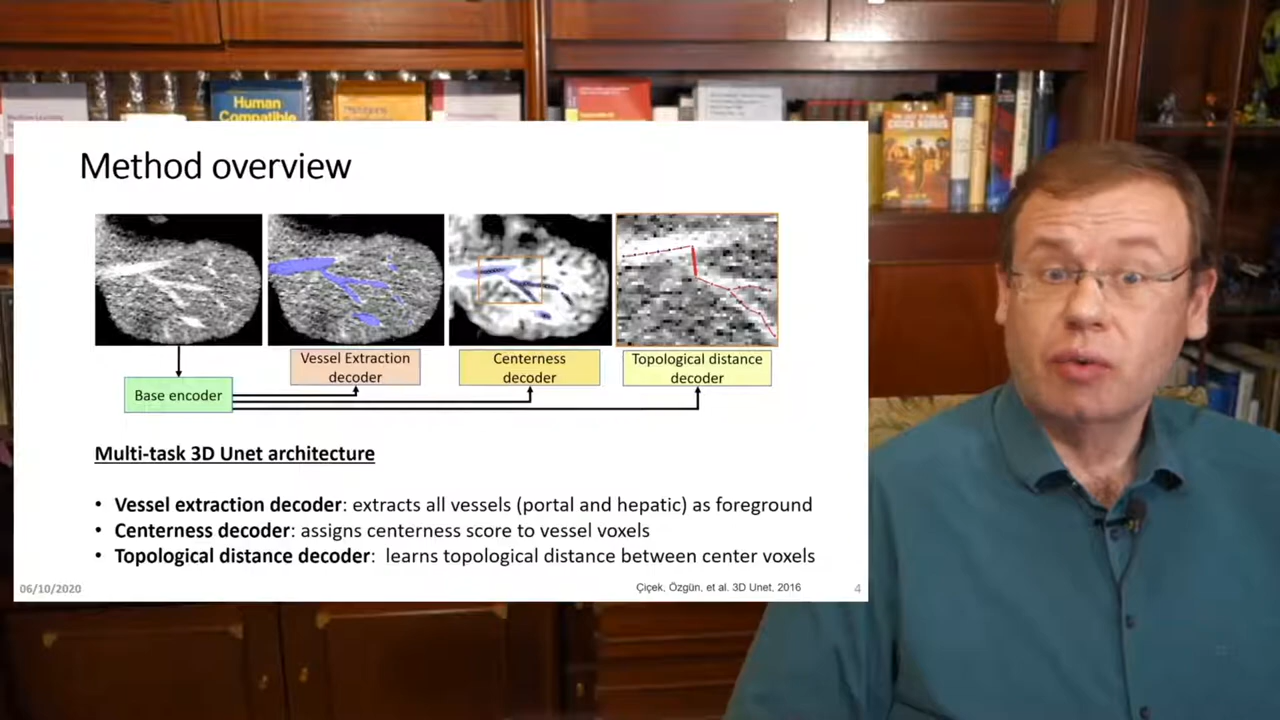 Human
Compatible
Method overview
Vessel Extraction
decoder
Centerness
decoder
Topological distance
decoder
Base encoder
Multi-task 3D Unet architecture
• Vessel extraction decoder: extracts all vessels (portal and hepatic) as foreground
• Centerness decoder: assigns centerness score to vessel voxels
• Topological distance decoder: learns topological distance between center voxels
06/10/2020
Çiçek, Özgün, et al. 3D Unet, 2016
4